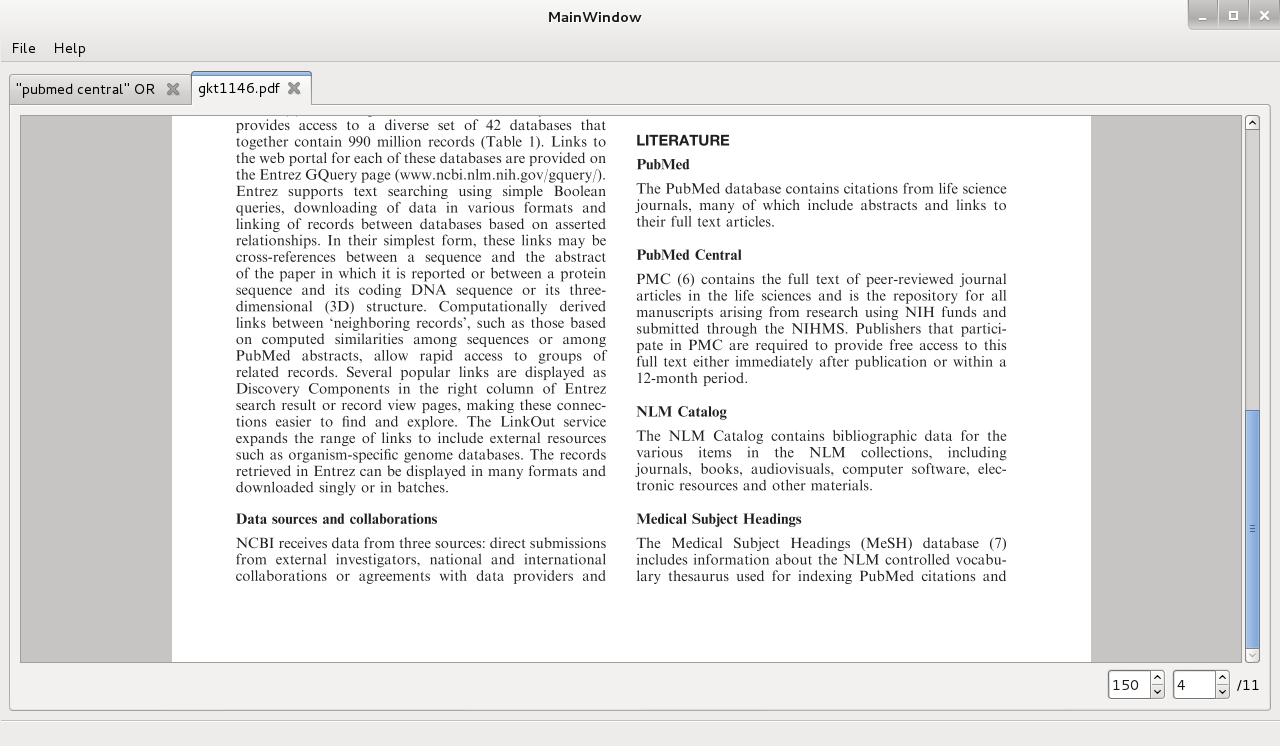 MainWindow
File Help
"pubmed central" OR
gkt1146.pdf
provides access to a diverse set of 42 databases that
together contain 990 million records (Table 1). Links to
the web portal for each of these databases are provided on
the Entrez GQuery page (www.ncbi.nlm.nih.gov/gquery/).
Entrez supports text searching using simple Boolean
queries, downloading of data in various formats and
linking of records between databases based on asserted
relationships. In their simplest form, these links may be
cross-references between a sequence and the abstract
of the paper in which it is reported or between a protein
sequence and its coding DNA sequence or its three-
dimensional (3D) structure. Computationally derived
links between ‘neighboring records’, such as those based
on computed similarities among sequences or among
PubMed abstracts, allow rapid access to groups of
related records. Several popular links are displayed as
Discovery Components in the right column of Entrez
search result or record view pages, making these connec-
tions easier to find and explore. The LinkOut service
expands the range of links to include external resources
such as organism-specific genome databases. The records
retrieved in Entrez can be displayed in many formats and
downloaded singly or in batches.
Data sources and collaborations
NCBI receives data from three sources: direct submissions
from external investigators, national and international
collaborations or agreements with data providers and
LITERATURE
PubMed
The PubMed database contains citations from life science
journals, many of which include abstracts and links to
their full text articles.
PubMed Central
PMC (6) contains the full text of peer-reviewed journal
articles in the life sciences and is the repository for all
manuscripts arising from research using NIH funds and
submitted through the NIHMS. Publishers that partici-
pate in PMC are required to provide free access to this
full text either immediately after publication or within a
12-month period.
NLM Catalog
The NLM Catalog contains bibliographic data for the
various items in the NLM collections, including
journals, books, audiovisuals, computer software, elec-
tronic resources and other materials.
Medical Subject Headings
The Medical Subject Headings (MeSH) database (7)
includes information about the NLM controlled vocabu-
lary thesaurus used for indexing PubMed citations and
150 4 /11